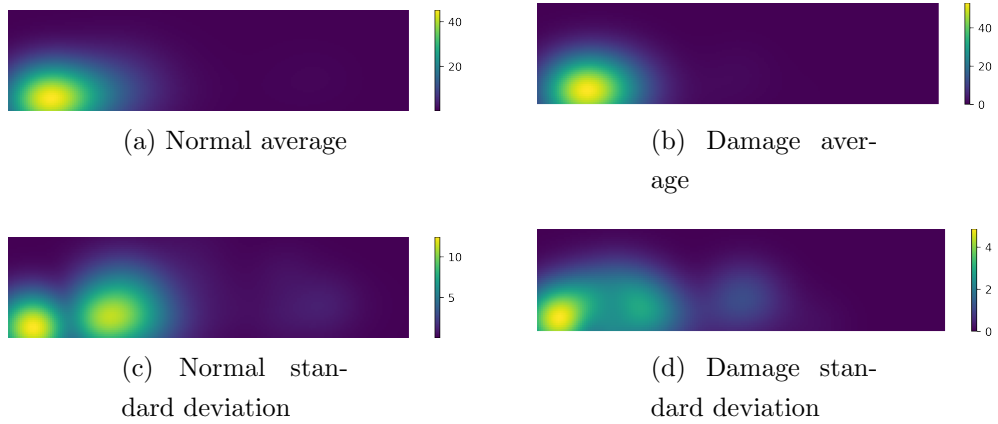 40
20
(a) Normal average
40
20
0
(b) Damage aver-
age
10
5
(c) Normal stan-
dard deviation
4
2
0
(d) Damage stan-
dard deviation